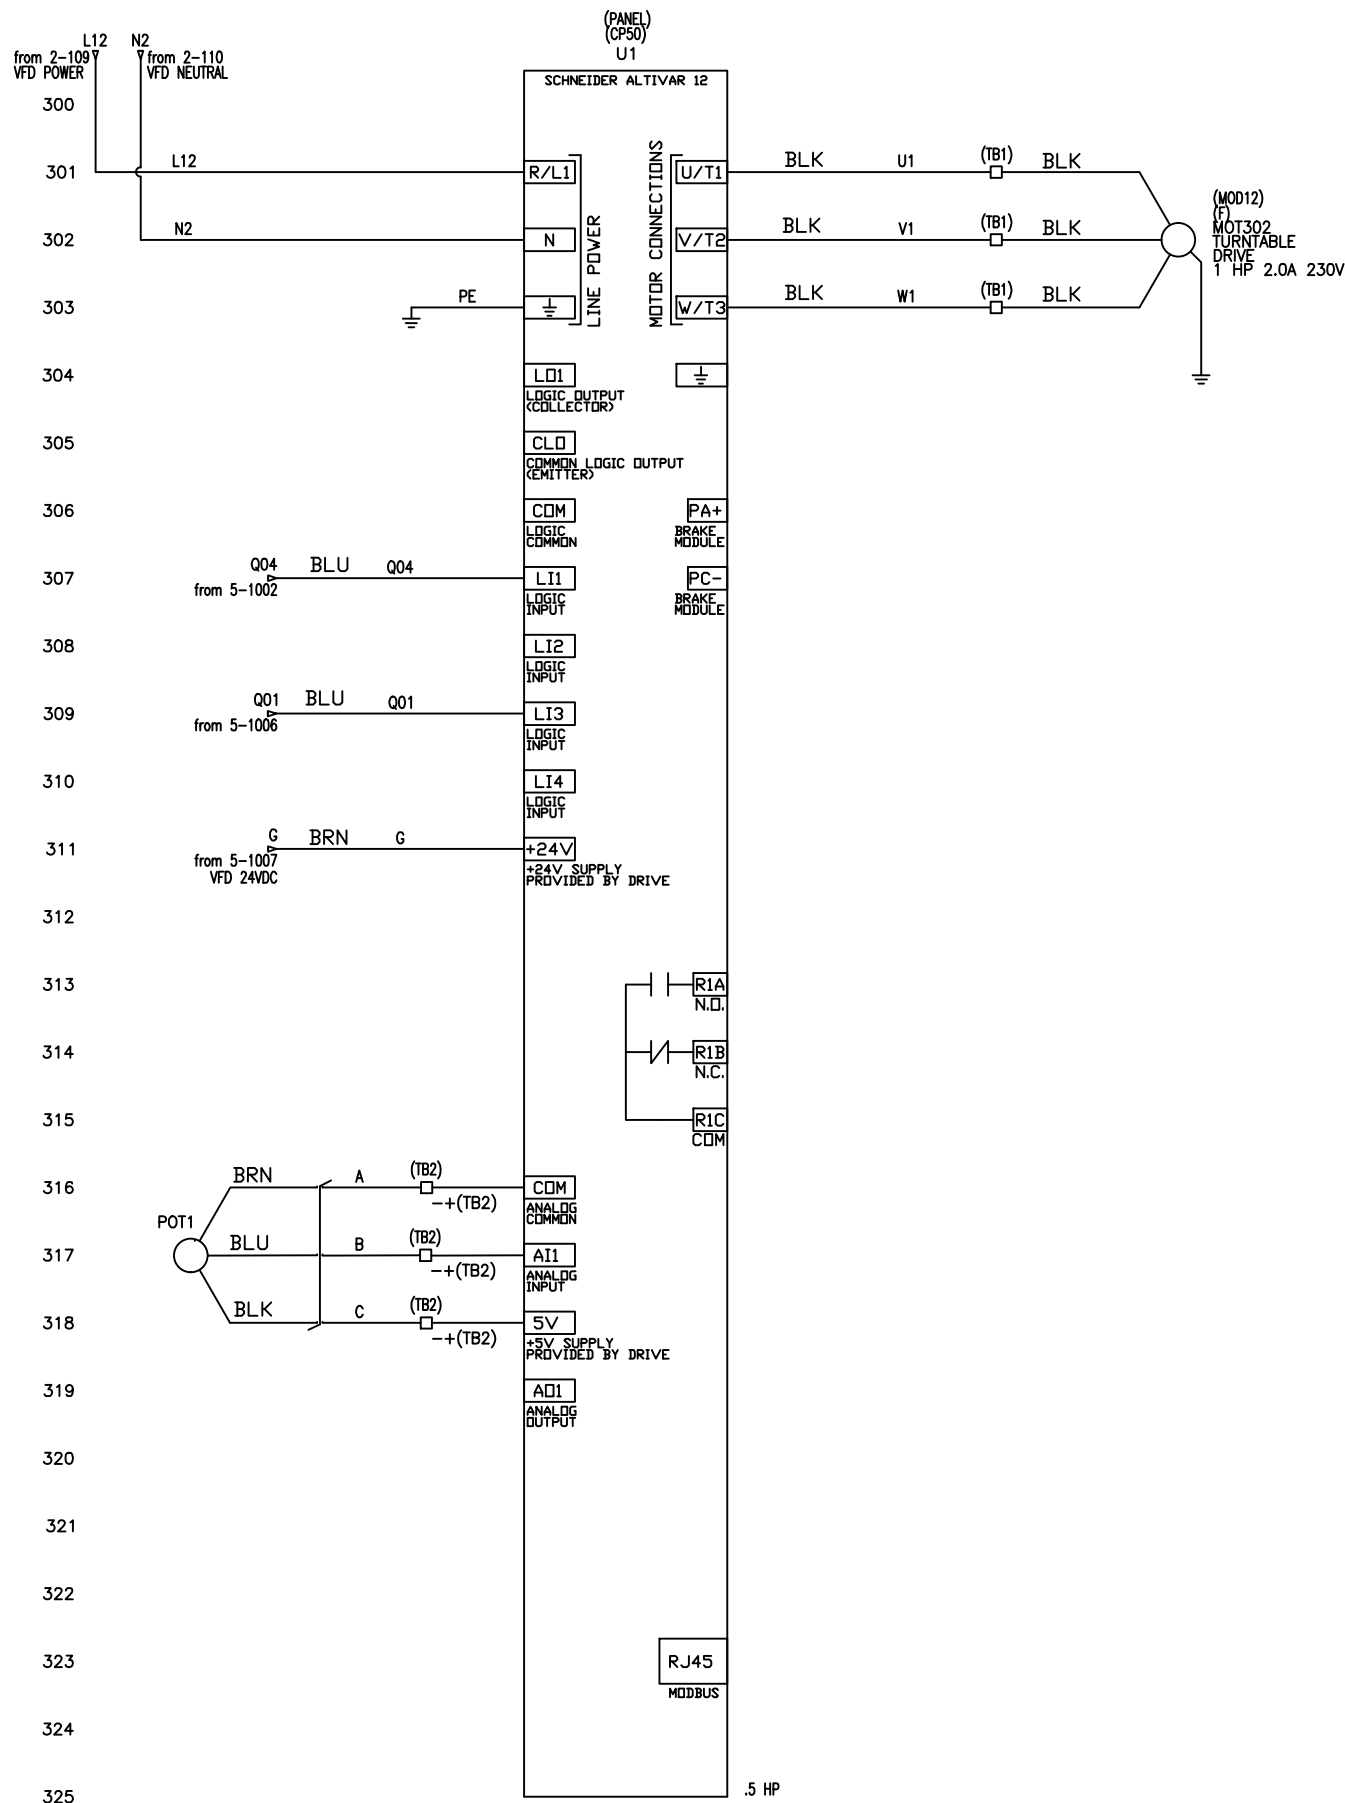 (PANEL)
(CP50)
U1
L12 N2
from 2-109 from 2-110
VFD POWER VFD NEUTRAL
SCHNEIDER ALTIVAR 12
300
301 L12 R/L1 U/T1 BLK U1 (TB1) BLK
302 N2 N V/T2 BLK V1 (TB1) BLK
LINE POWER
MOTOR CONNECTIONS
(MOD12)
(F)
MOT302
TURNTABLE
DRIVE
1 HP 2.0A 230V
303 PE W/T3 BLK W1 (TB1) BLK
304 LO1
LOGIC OUTPUT
(COLLECTOR)
305 CLO
COMMON LOGIC OUTPUT
(EMITTER)
306 COM PA+
LOGIC BRAKE
COMMON MODULE
307 Q04 BLU Q04 LI1 PC-
from 5-1002
LOGIC BRAKE
INPUT MODULE
308 LI2
LOGIC
INPUT
309 Q01 BLU Q01 LI3
from 5-1006
LOGIC
INPUT
310 LI4
LOGIC
INPUT
311 G BRN G +24V
from 5-1007
VFD 24VDC
+24V SUPPLY
PROVIDED BY DRIVE
312
313 R1A
N.O.
314 R1B
N.C.
315 R1C
COM
316 BRN A (TB2) COM
-+(TB2)
ANALOG
COMMON
POT1
317 BLU B (TB2) AI1
-+(TB2)
ANALOG
INPUT
318 BLK C (TB2) 5V
-+(TB2)
+5V SUPPLY
PROVIDED BY DRIVE
319 AO1
ANALOG
OUTPUT
320
321
322
323 RJ45
MODBUS
324
325 .5 HP